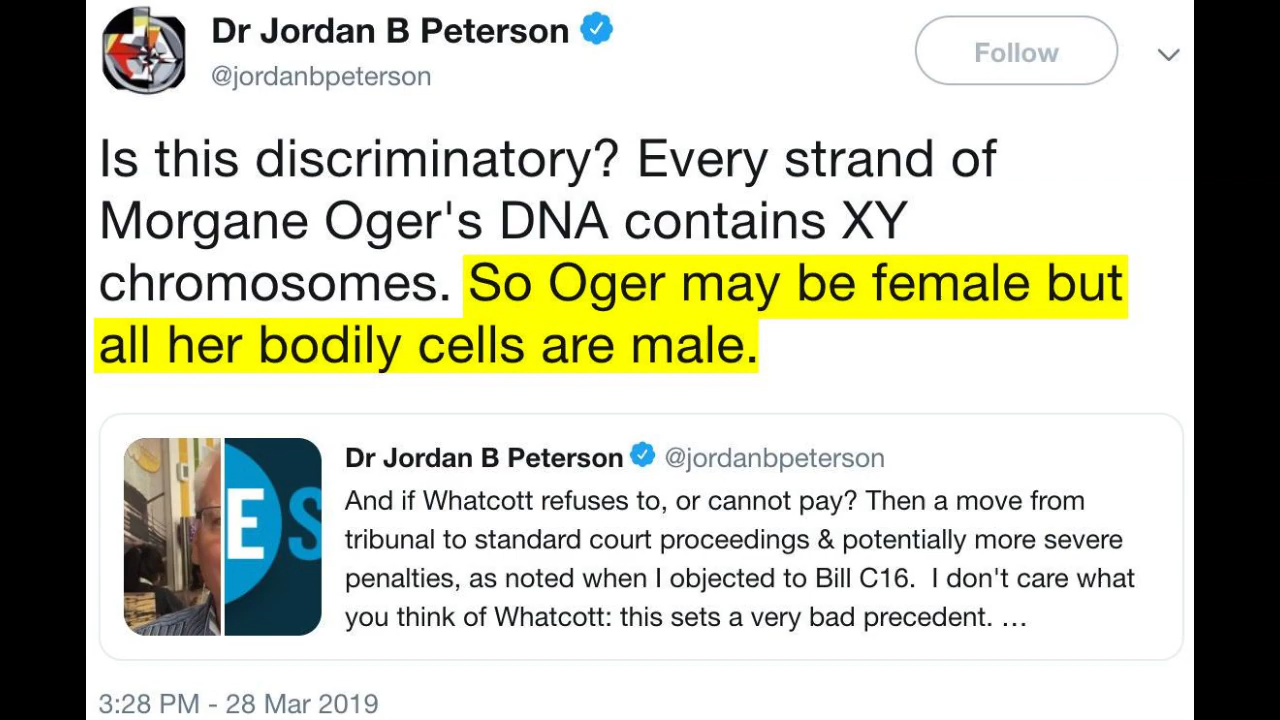 Dr Jordan B Peterson
@jordanbpeterson
Follow
Is this discriminatory? Every strand of
Morgane Oger's DNA contains XY
chromosomes. So Oger may be female but
all her bodily cells are male.
Dr Jordan B Peterson @jordanbpeterson
And if Whatcott refuses to, or cannot pay? Then a move from
tribunal to standard court proceedings & potentially more severe
penalties, as noted when I objected to Bill C16. I don't care what
you think of Whatcott: this sets a very bad precedent. …
ES
3:28 PM - 28 Mar 2019